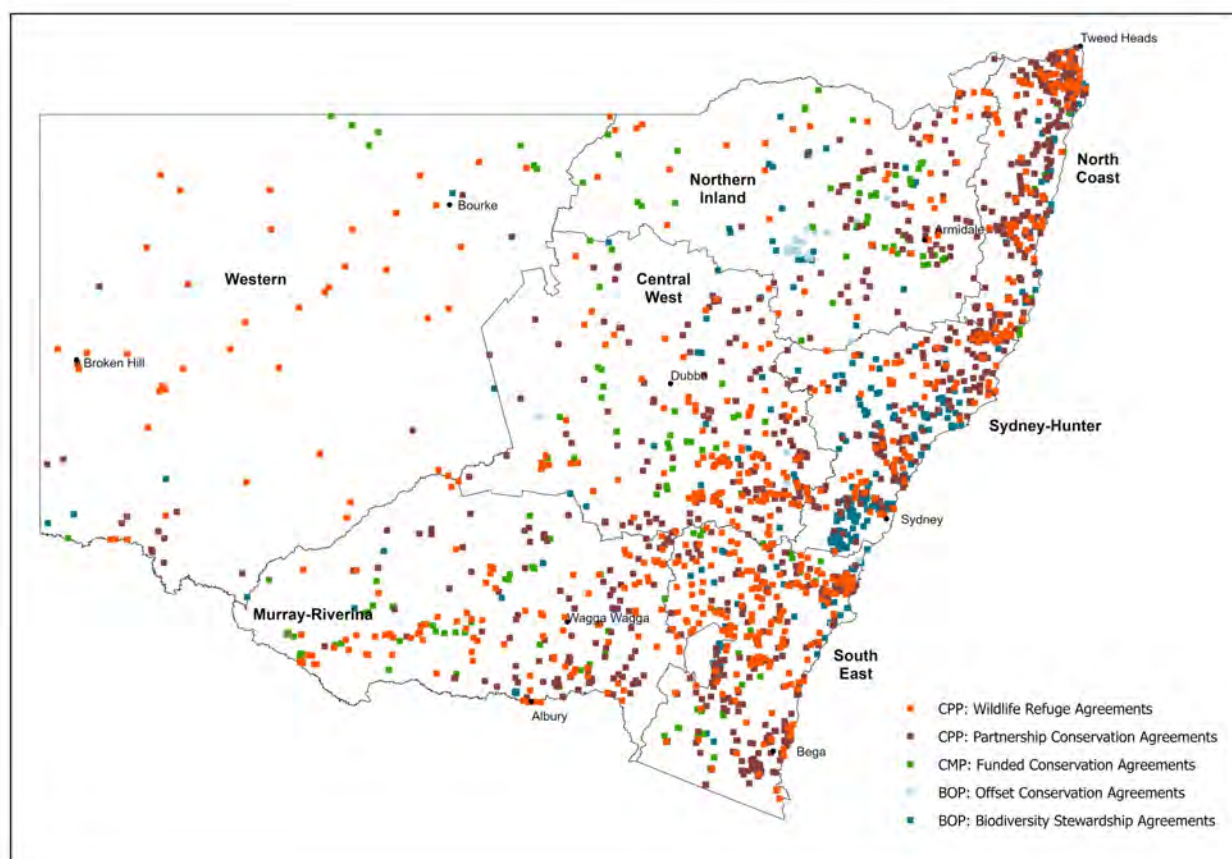 Tweed Heads
North
Coast
Northern
Inland
Bourke
Armidale
Western
Central
West
Broken Hill
Dubbo
Sydney-Hunter
Sydney
Murray-Riverina
Wagga Wagga
South
East
Albury
Bega
CPP: Wildlife Refuge Agreements
CPP: Partnership Conservation Agreements
CMP: Funded Conservation Agreements
BOP: Offset Conservation Agreements
BOP: Biodiversity Stewardship Agreements